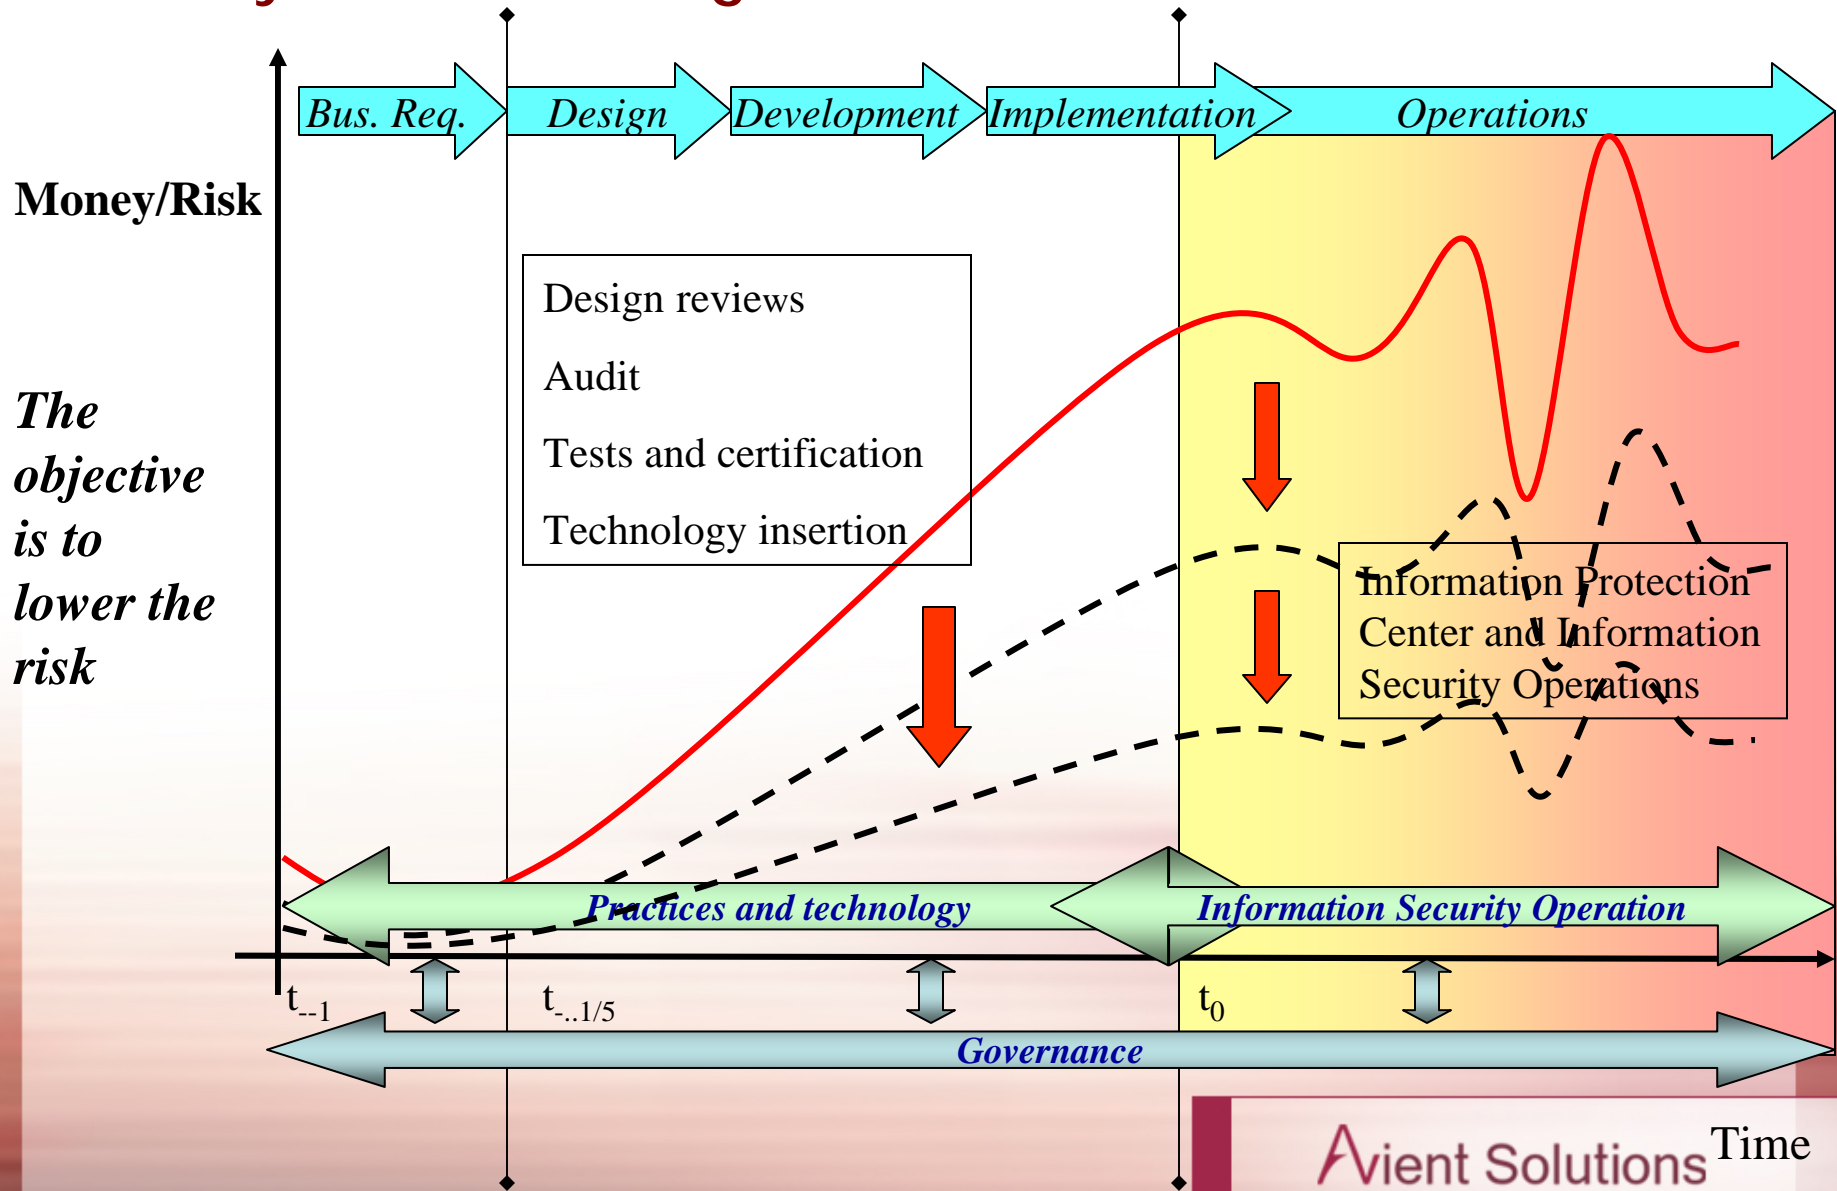 Bus. Req.
Design
Development
Implementation
Operations
Money/Risk
The
objective
is to
lower the
risk
Design reviews
Audit
Tests and certification
Technology insertion
Information Protection
Center and Information
Security Operations
Practices and technology
Information Security Operation
t--1
t-..1/5
t0
Governance
Avient Solutions
Time